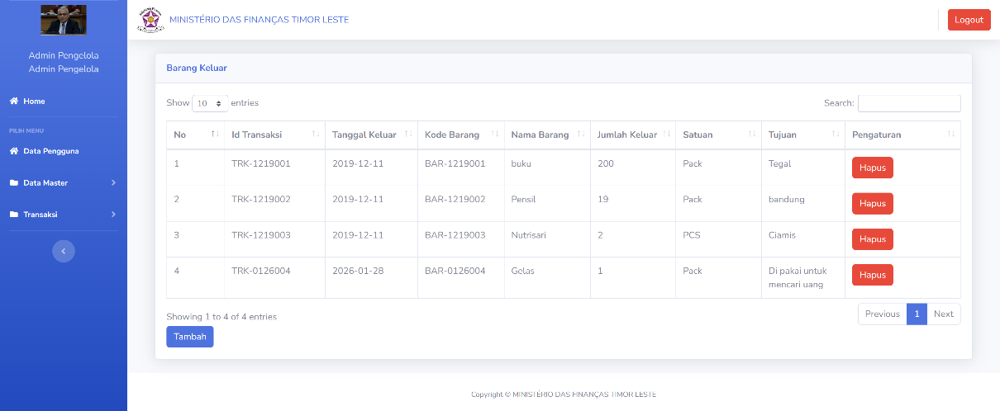 MINISTÉRIO DAS FINANÇAS TIMOR LESTE
Logout
Admin Pengelola
Admin Pengelola
Home
PILIH MENU
Data Pengguna
Data Master
Transaksi
Barang Keluar
Show 10 entries
Search:
No Id Transaksi Tanggal Keluar Kode Barang Nama Barang Jumlah Keluar Satuan Tujuan Pengaturan
1 TRK-1219001 2019-12-11 BAR-1219001 buku 200 Pack Tegal Hapus
2 TRK-1219002 2019-12-11 BAR-1219002 Pensil 19 Pack bandung Hapus
3 TRK-1219003 2019-12-11 BAR-1219003 Nutrisari 2 PCS Ciamis Hapus
4 TRK-0126004 2026-01-28 BAR-0126004 Gelas 1 Pack Di pakai untuk Hapus
mencari uang
Showing 1 to 4 of 4 entries
Previous 1 Next
Tambah
Copyright © MINISTÉRIO DAS FINANÇAS TIMOR LESTE